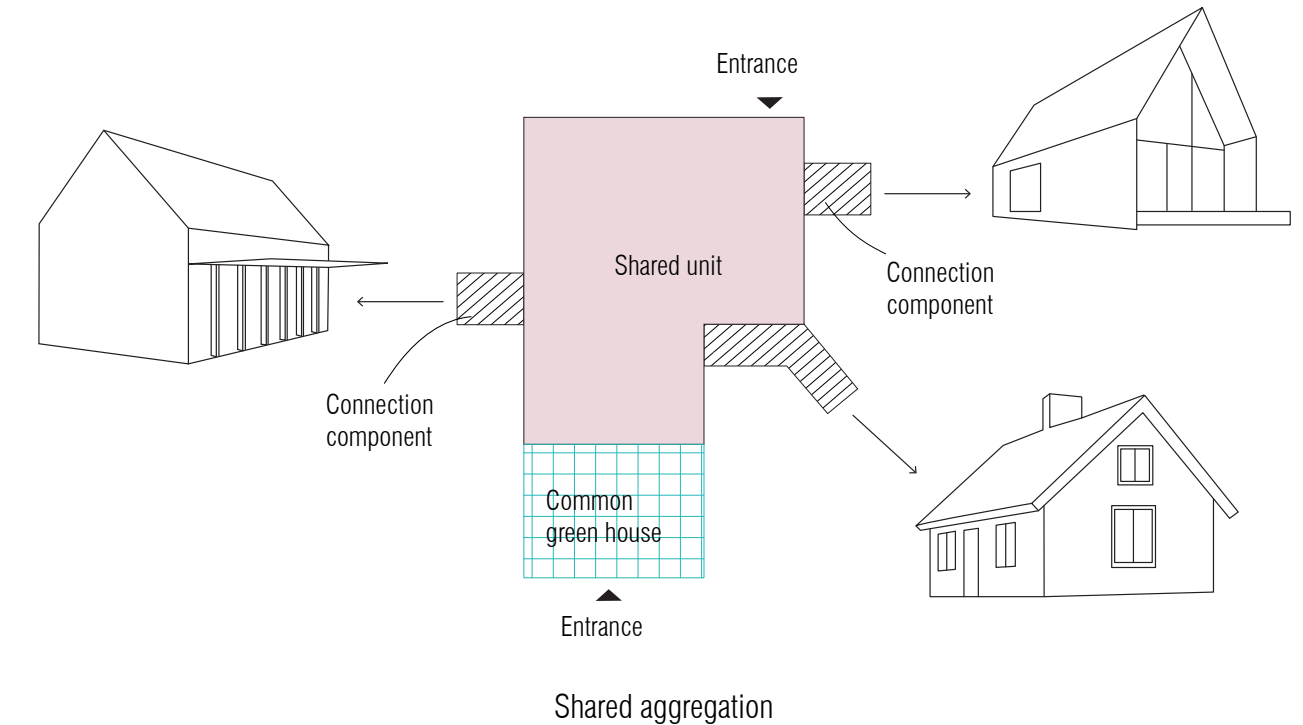 Entrance
Shared unit
Connection
component
Connection
component
Common
green house
Entrance
Shared aggregation